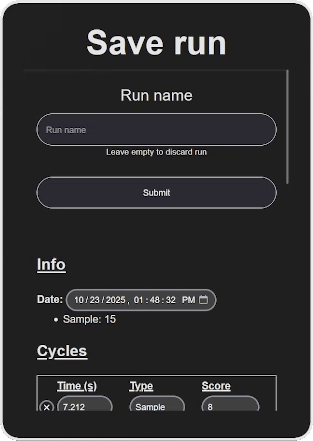 Save run
Run name
Run name
Leave empty to discard run
Submit
Info
Date: 10/23/2025, 01:48:32 PM
• Sample: 15
Cycles
Time (s) Type Score
7.212 Sample 8